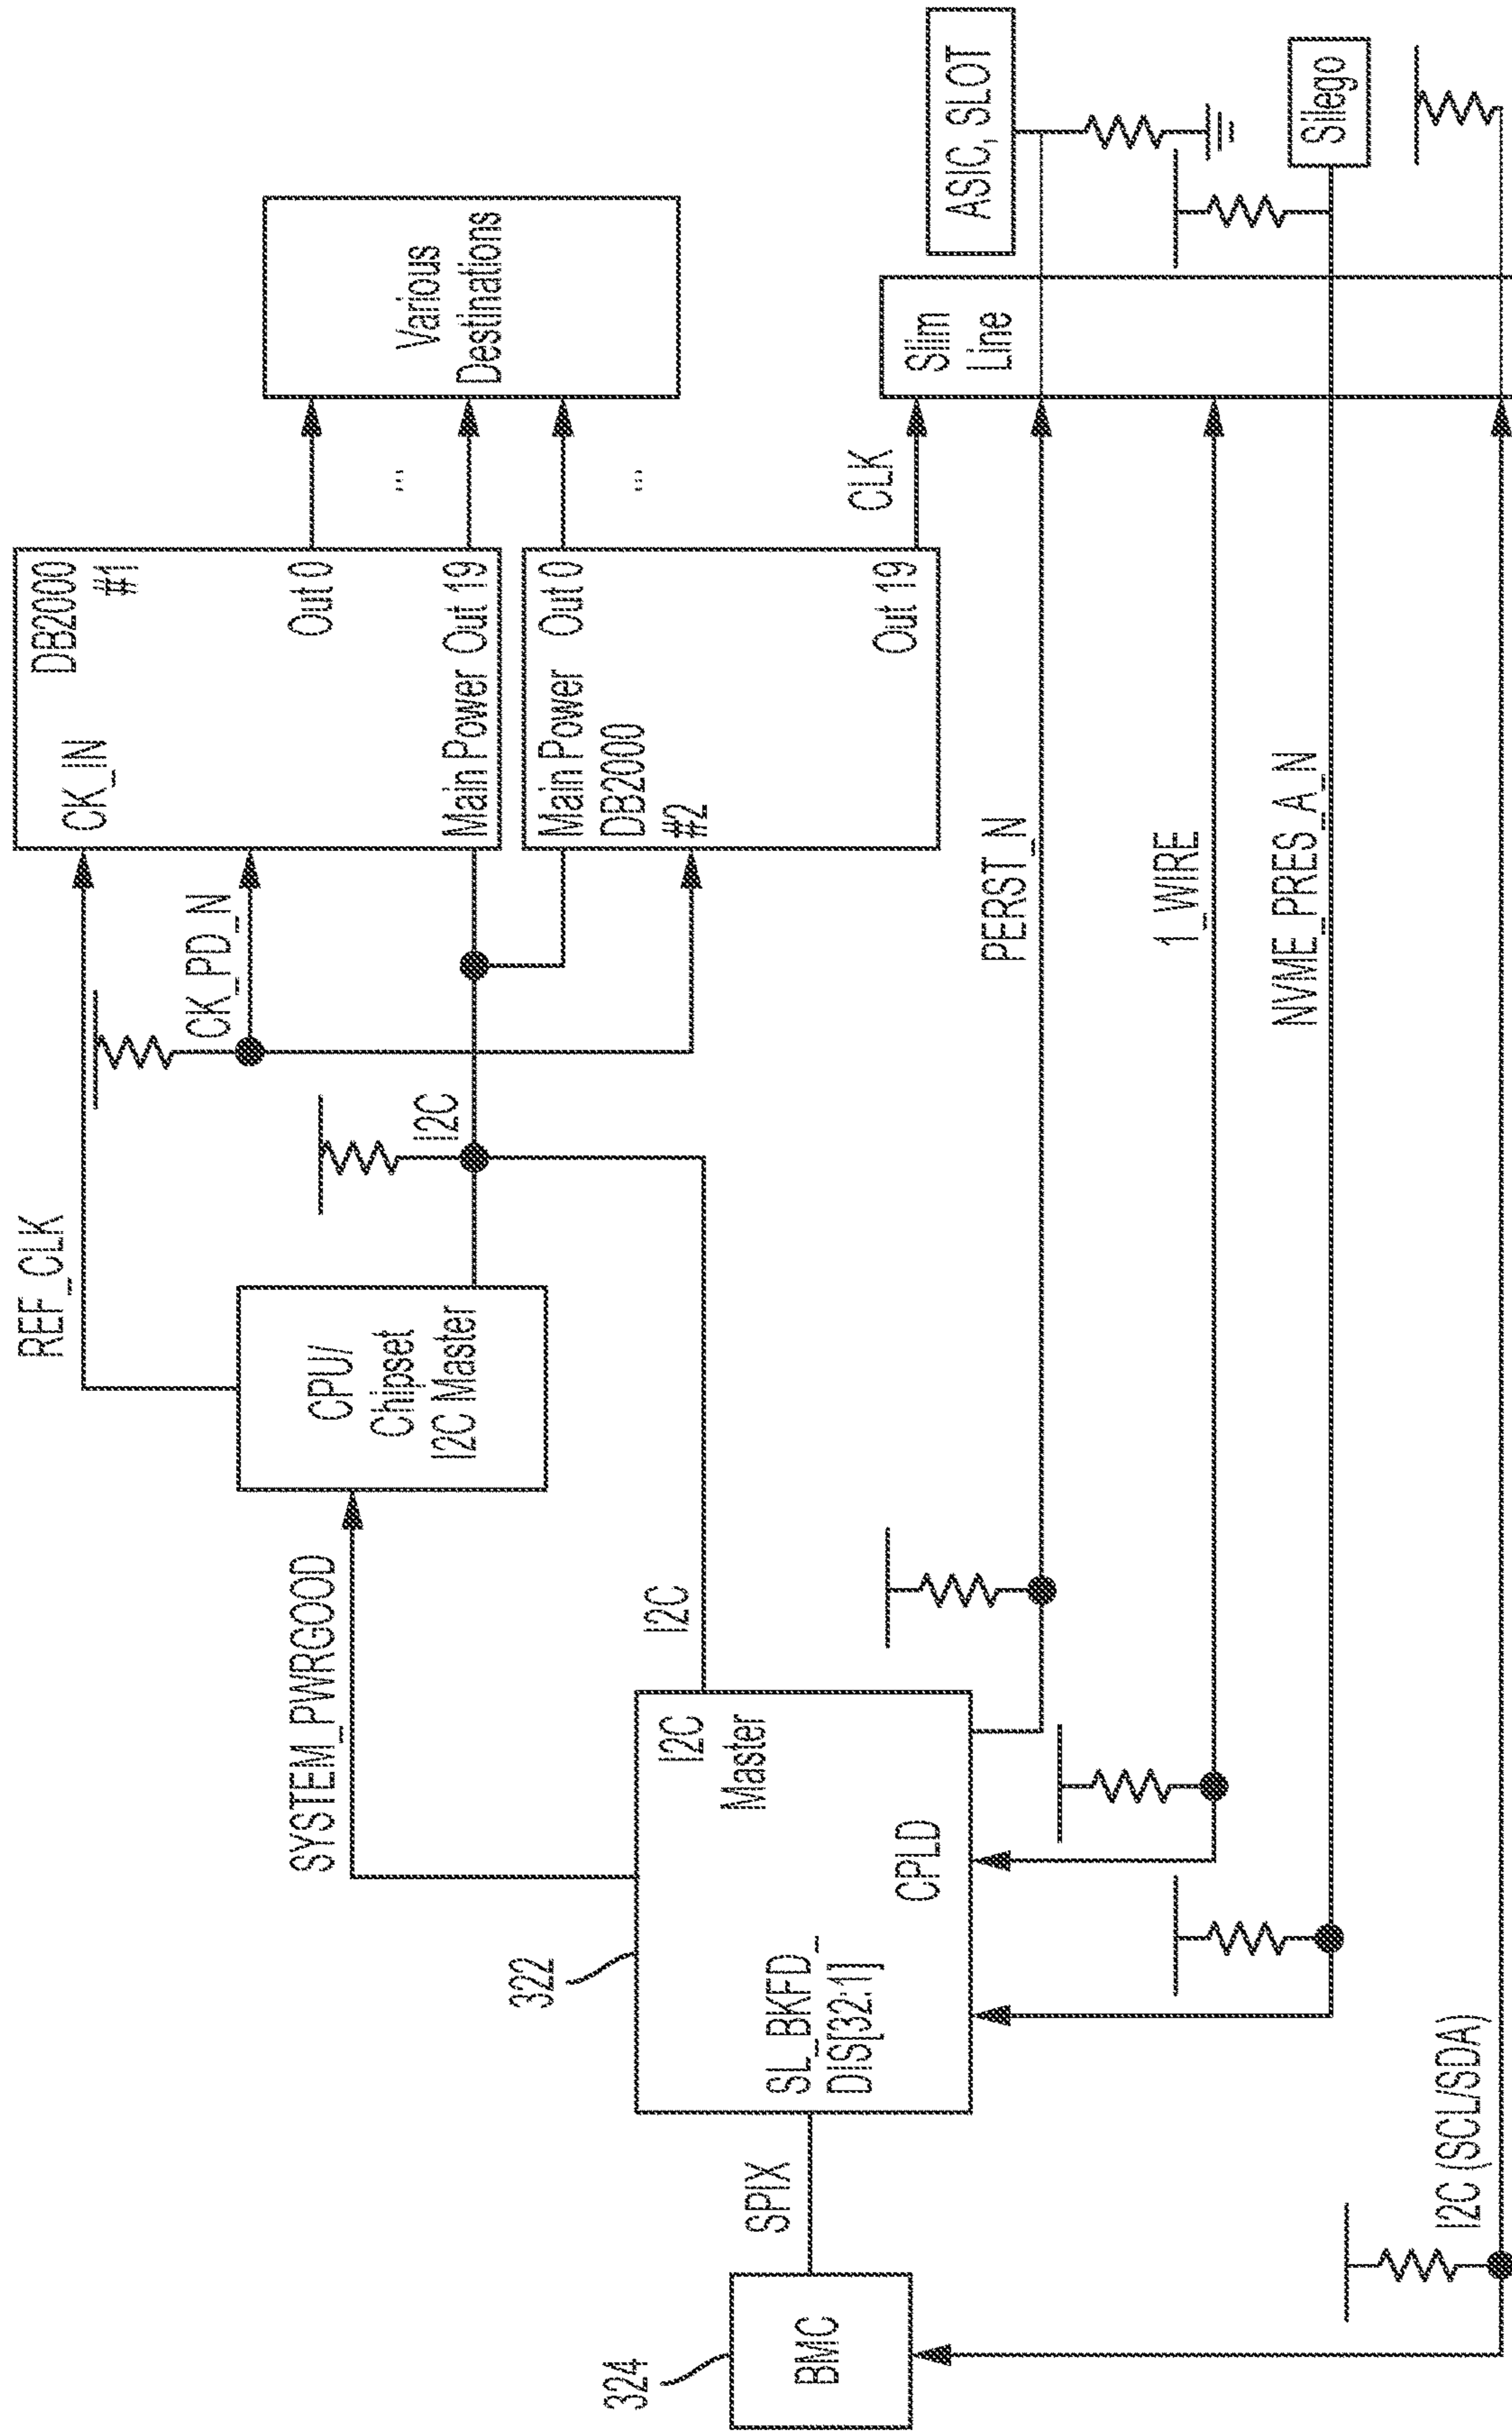 REF_CLK
CK_IN
DB2000
#1
CK_PD_N
Out 0
...
Various
Destinations
SYSTEM_PWRGOOD
CPU/
Chipset
I2C Master
I2C
Main Power Out 19
Main Power Out 0
DB2000
#2
...
Out 19
CLK
322
I2C
Master
I2C
CPLD
SL_BKFD_
DIS[32:1]
324
BMC
SPIX
Slim
Line
ASIC, SLOT
PERST_N
1_WIRE
NVME_PRES_A_N
Silego
I2C (SCL/SDA)